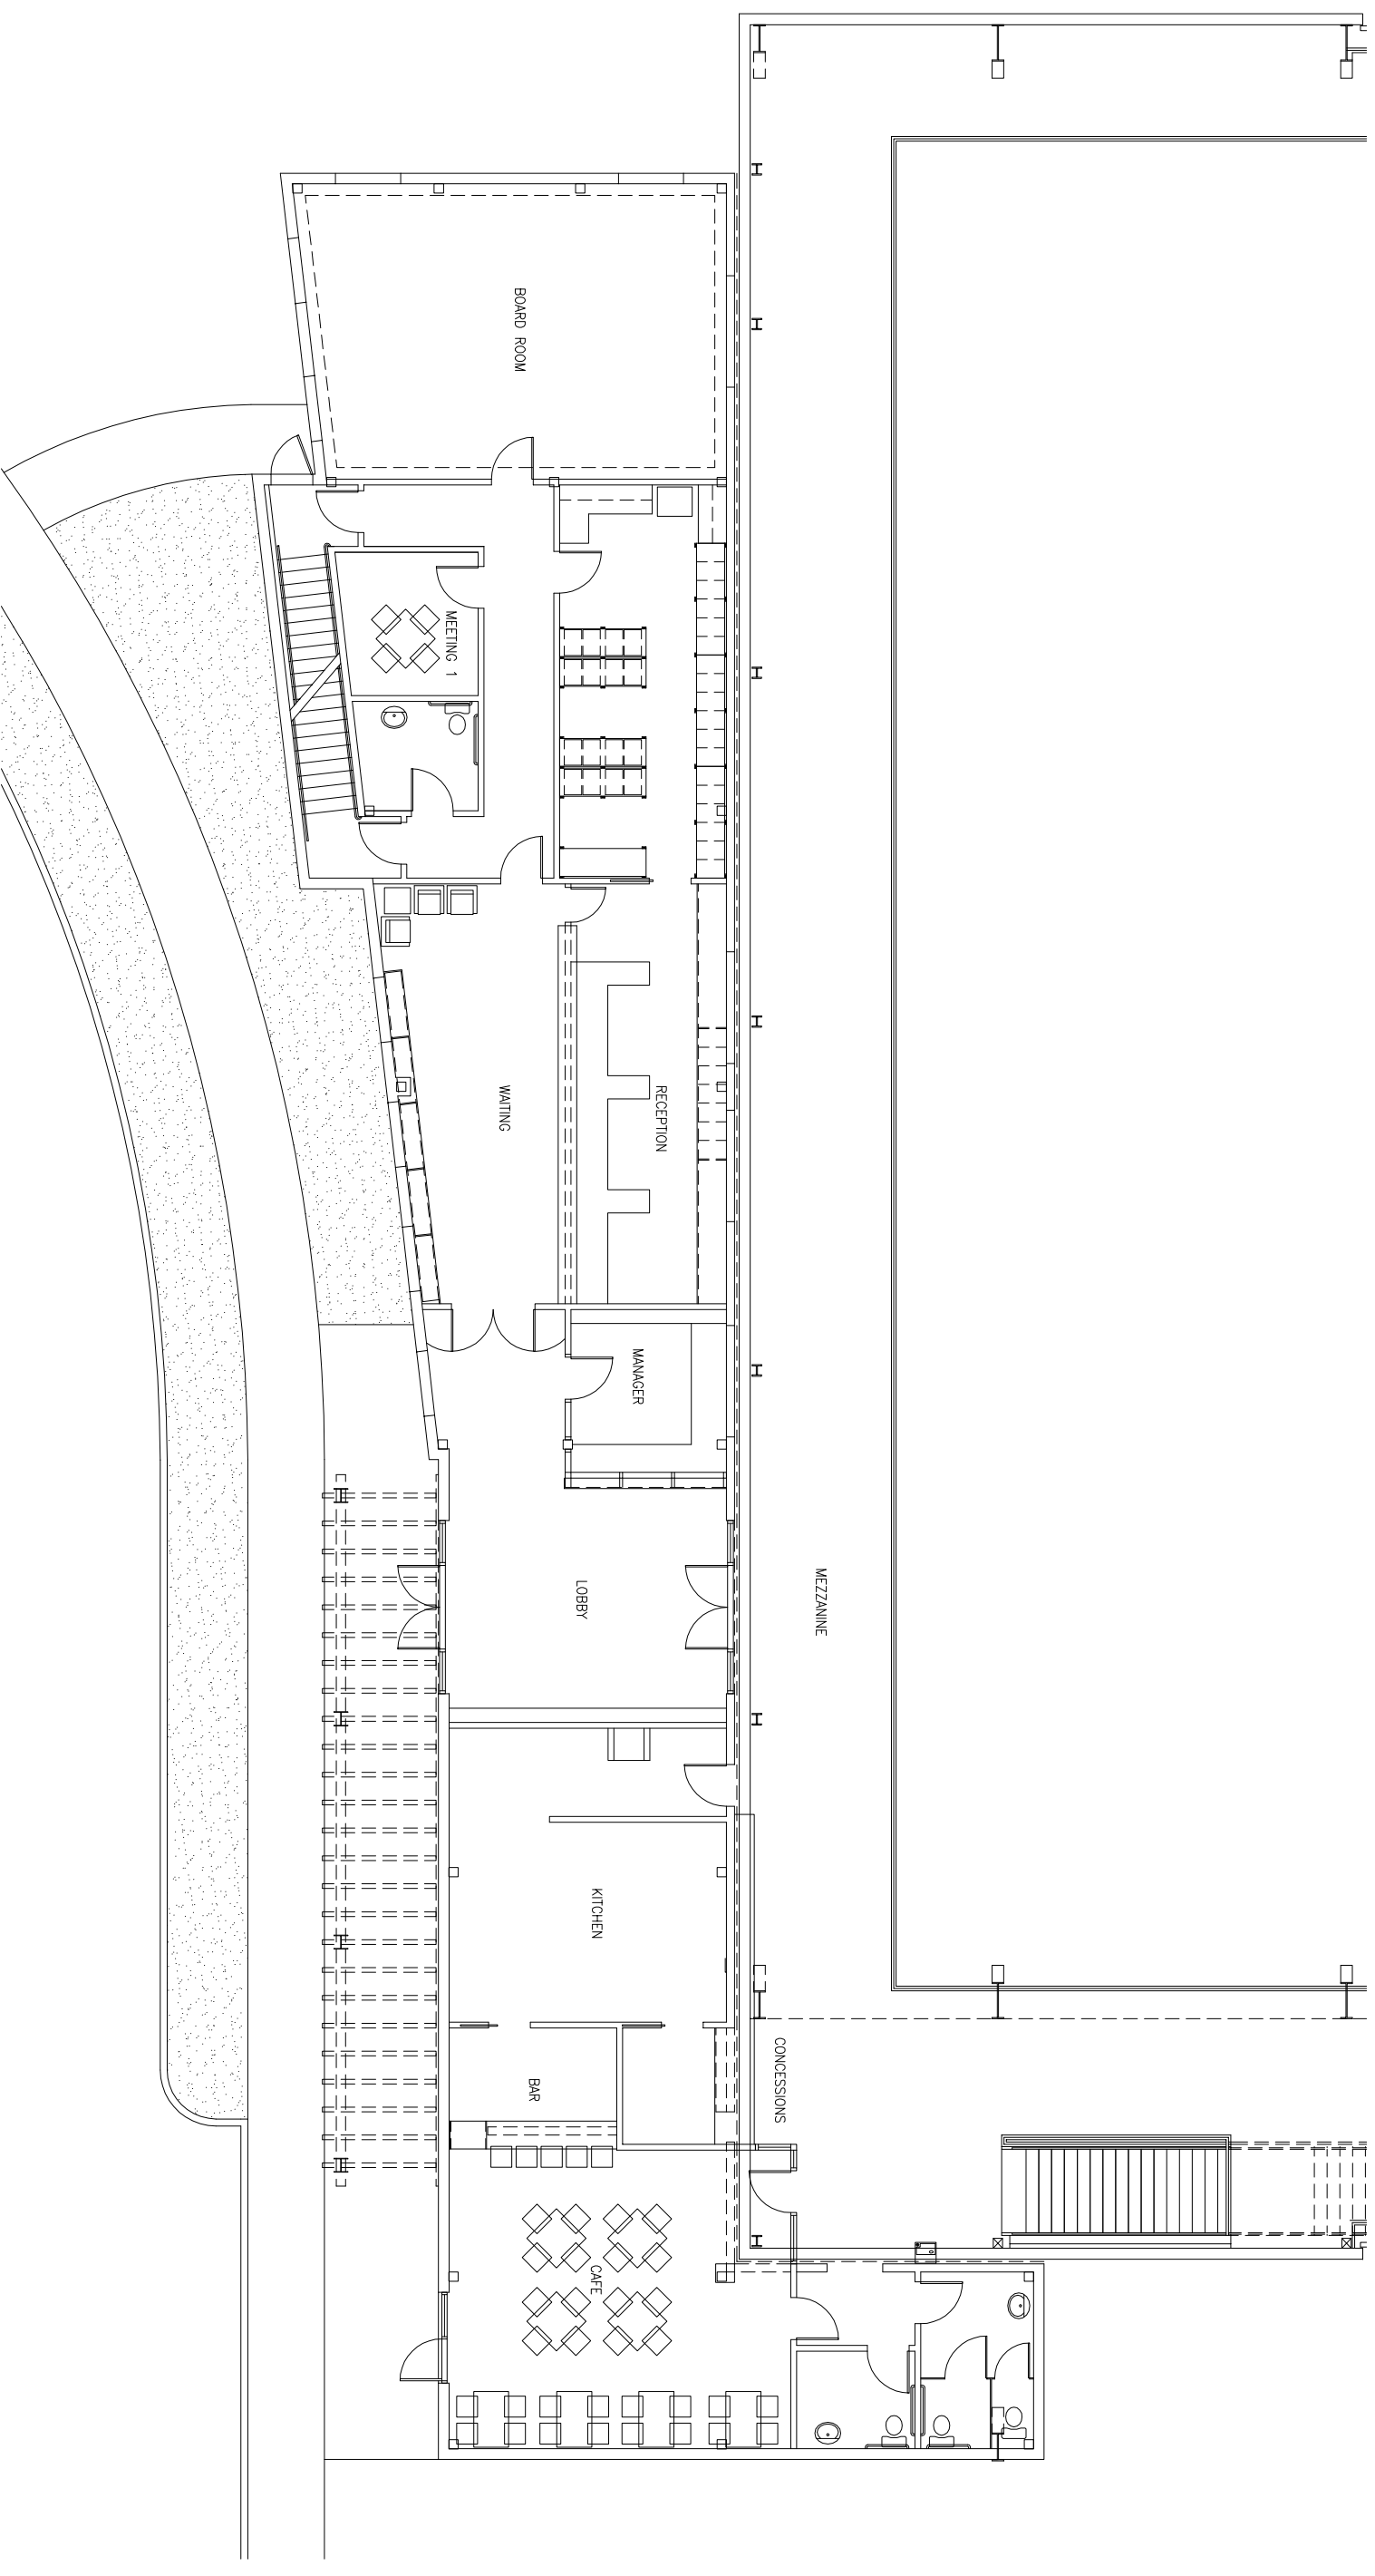 BOARD ROOM
MEETING 1
WAITING
RECEPTION
MANAGER
LOBBY
MEZZANINE
KITCHEN
BAR
CONCESSIONS
CAFE